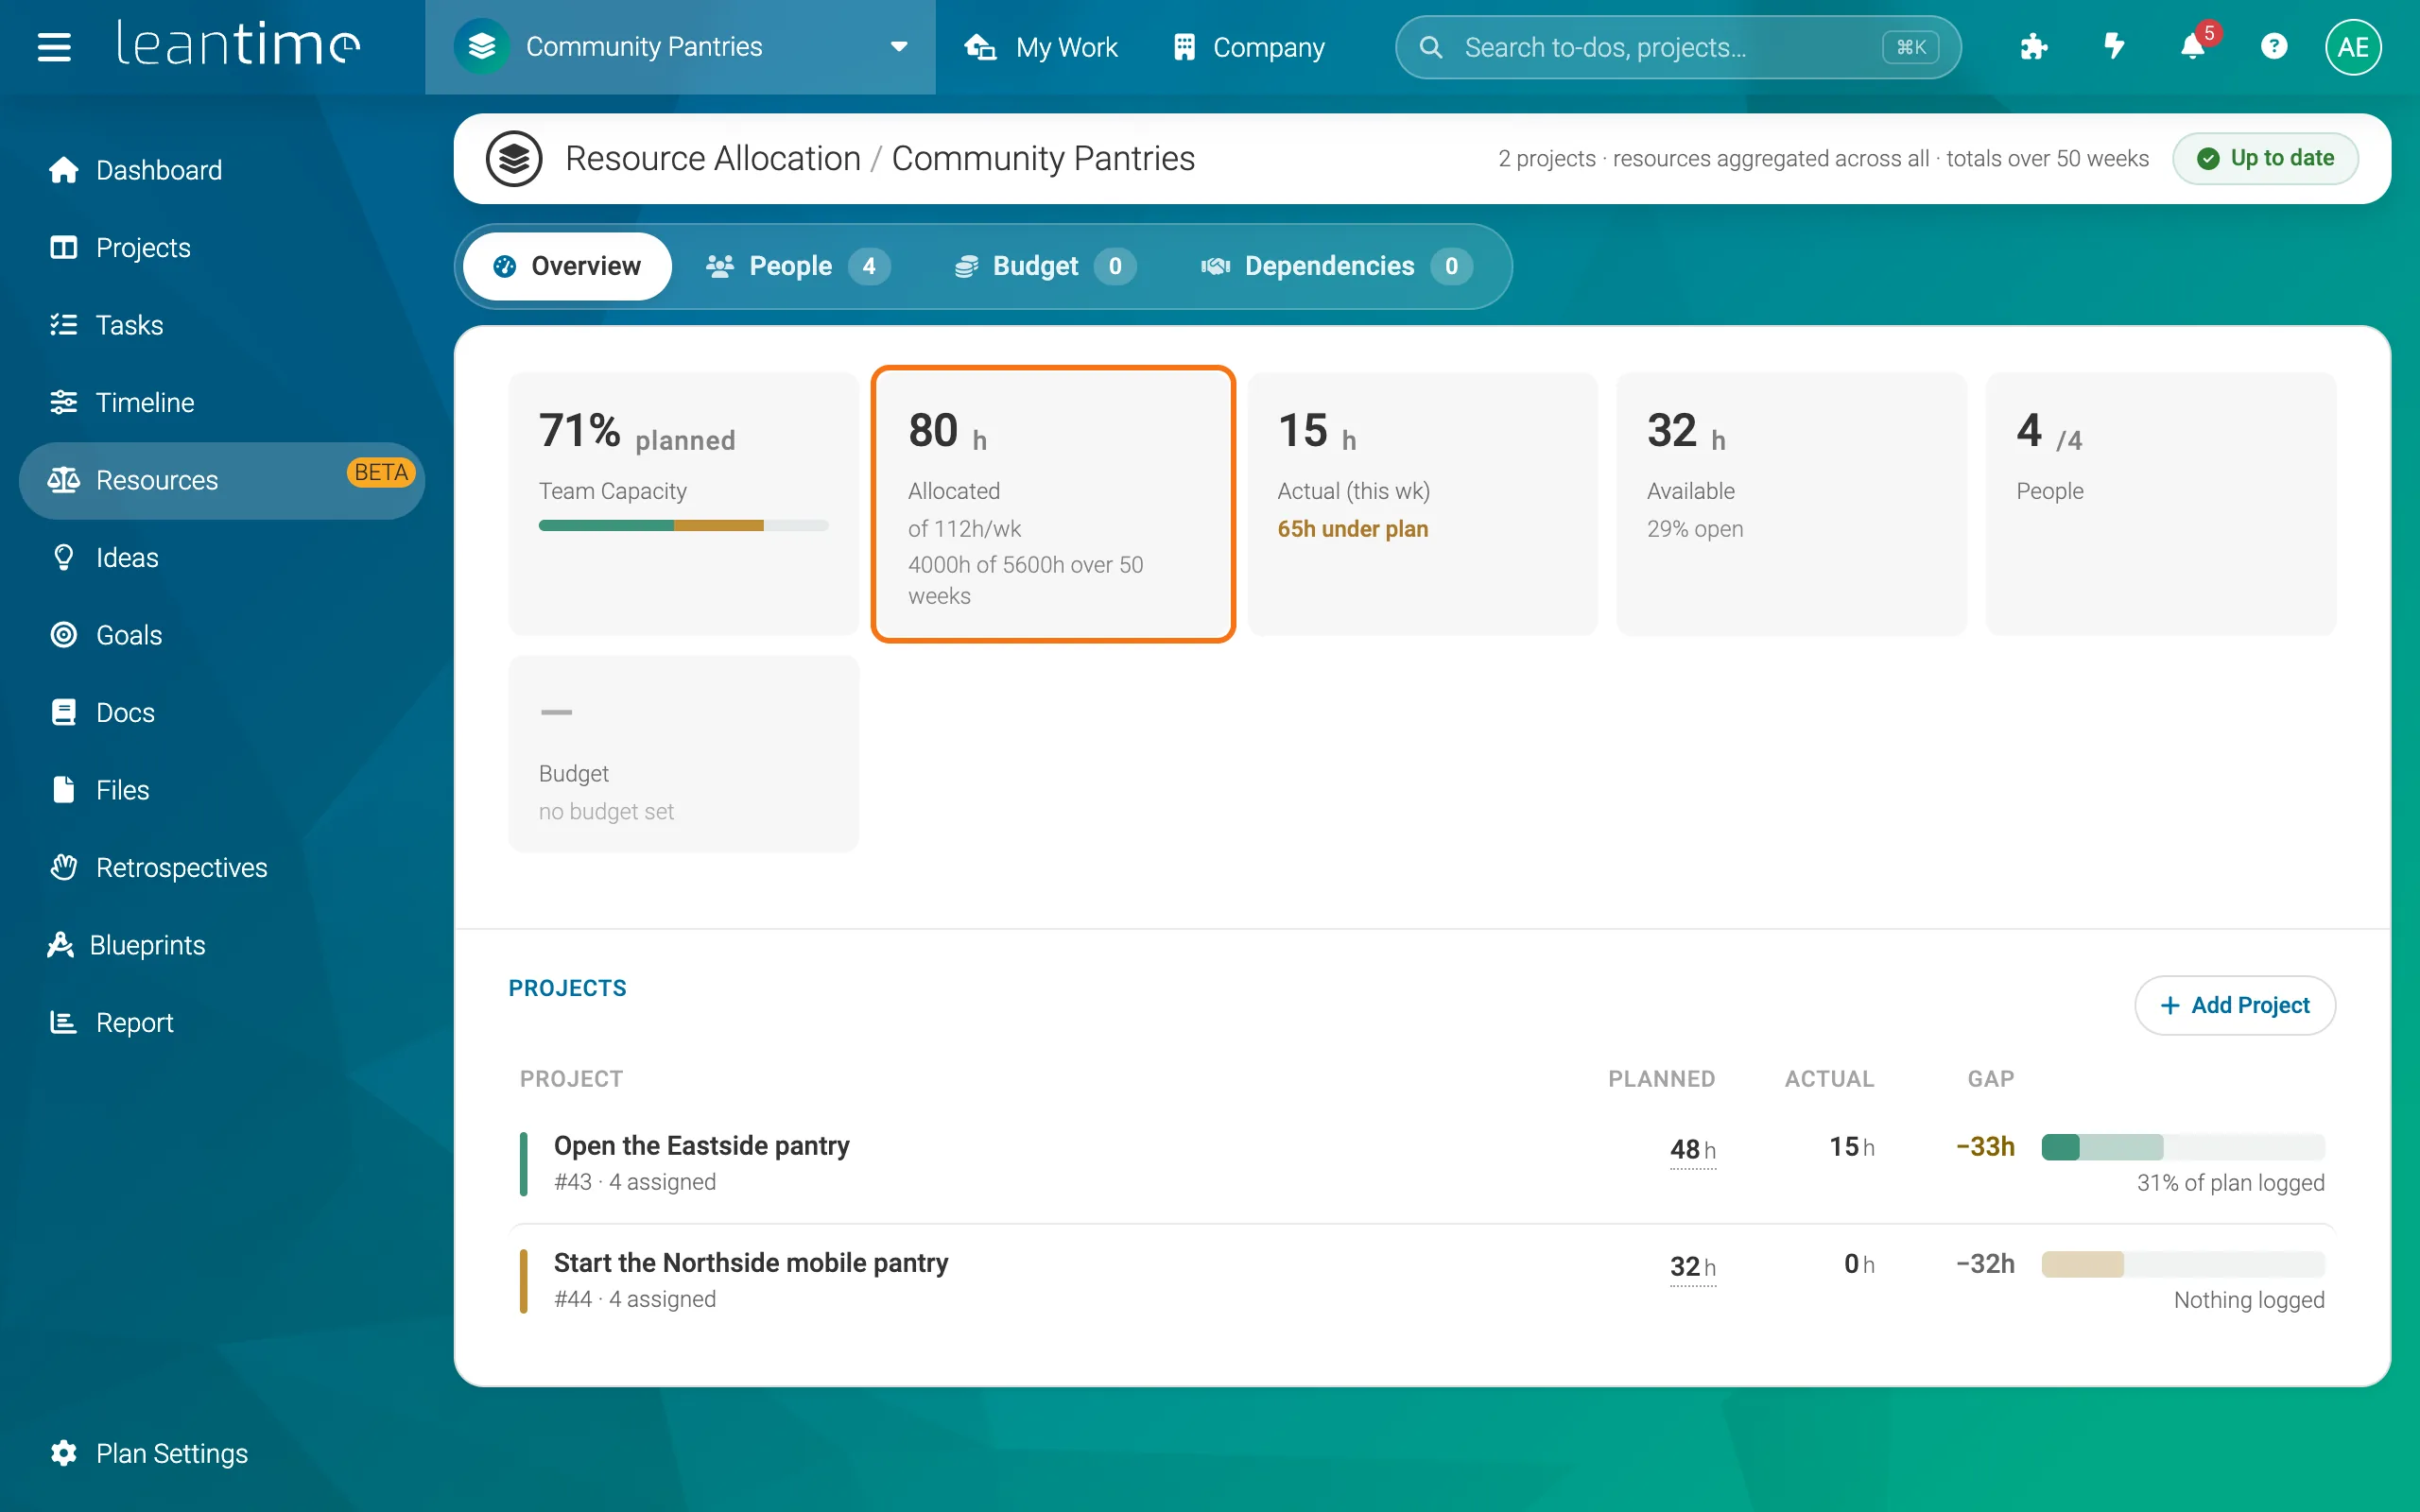 leantime
Community Pantries
My Work
Company
Search to-dos, projects...
⌘K
5
?
AE
Dashboard
Projects
Tasks
Timeline
Resources
BETA
Ideas
Goals
Docs
Files
Retrospectives
Blueprints
Report
Plan Settings
Resource Allocation / Community Pantries
2 projects · resources aggregated across all · totals over 50 weeks
Up to date
Overview
People 4
Budget 0
Dependencies 0
71% planned
Team Capacity
80 h
Allocated
of 112h/wk
4000h of 5600h over 50
weeks
15 h
Actual (this wk)
65h under plan
32 h
Available
29% open
4 /4
People
—
Budget
no budget set
PROJECTS
+ Add Project
PROJECT PLANNED ACTUAL GAP
Open the Eastside pantry
#43 · 4 assigned
48h 15h −33h
31% of plan logged
Start the Northside mobile pantry
#44 · 4 assigned
32h 0h −32h
Nothing logged